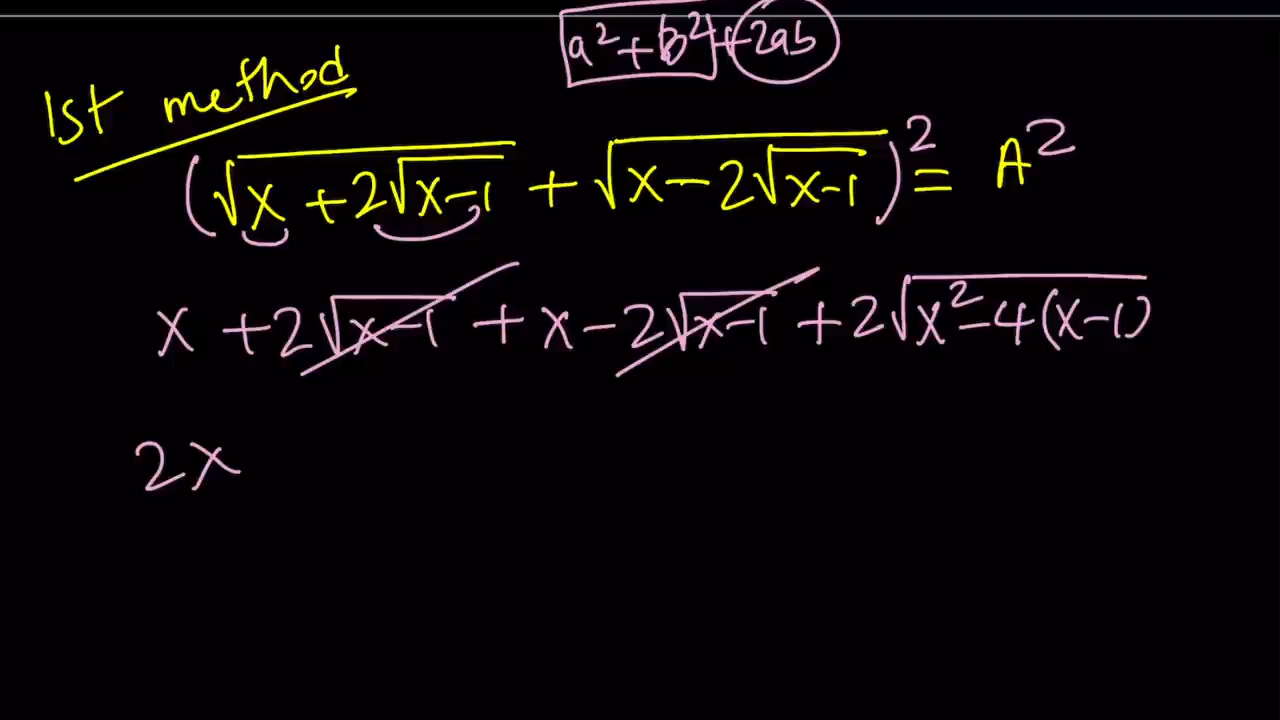 a²+b²+2ab
1st method
(√(x+2√(x-1)) + √(x-2√(x-1)))² = A²
x +2√(x-1) + x -2√(x-1) + 2√(x²-4(x-1))
2x